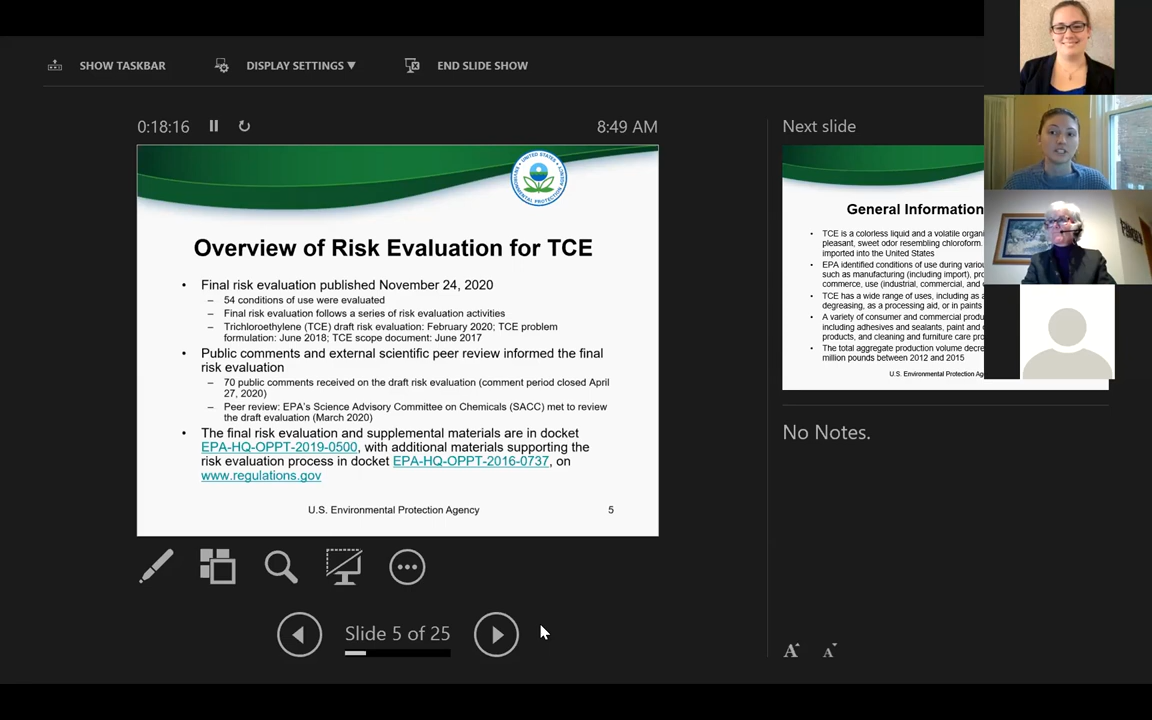 SHOW TASKBAR
DISPLAY SETTINGS ▼
END SLIDE SHOW
0:18:16
8:49 AM
UNITED STATES
ENVIRONMENTAL PROTECTION AGENCY
Overview of Risk Evaluation for TCE
• Final risk evaluation published November 24, 2020
– 54 conditions of use were evaluated
– Final risk evaluation follows a series of risk evaluation activities
– Trichloroethylene (TCE) draft risk evaluation: February 2020; TCE problem
formulation: June 2018; TCE scope document: June 2017
• Public comments and external scientific peer review informed the final
risk evaluation
– 70 public comments received on the draft risk evaluation (comment period closed April
27, 2020)
– Peer review: EPA's Science Advisory Committee on Chemicals (SACC) met to review
the draft evaluation (March 2020)
• The final risk evaluation and supplemental materials are in docket
EPA-HQ-OPPT-2019-0500, with additional materials supporting the
risk evaluation process in docket EPA-HQ-OPPT-2016-0737, on
www.regulations.gov
U.S. Environmental Protection Agency
5
Slide 5 of 25
Next slide
General Information
• TCE is a colorless liquid and a volatile
pleasant, sweet odor resembling chloroform.
imported into the United States
• EPA identified conditions of use during
such as manufacturing (including import),
commerce, use (industrial, commercial, and
• TCE has a wide range of uses, including as
degreasing, as a processing aid, or in paints
• A variety of consumer and commercial
including adhesives and sealants, paint and
products, and cleaning and furniture care
• The total aggregate production volume
million pounds between 2012 and 2015
U.S. Environmental Protection
No Notes.
A A